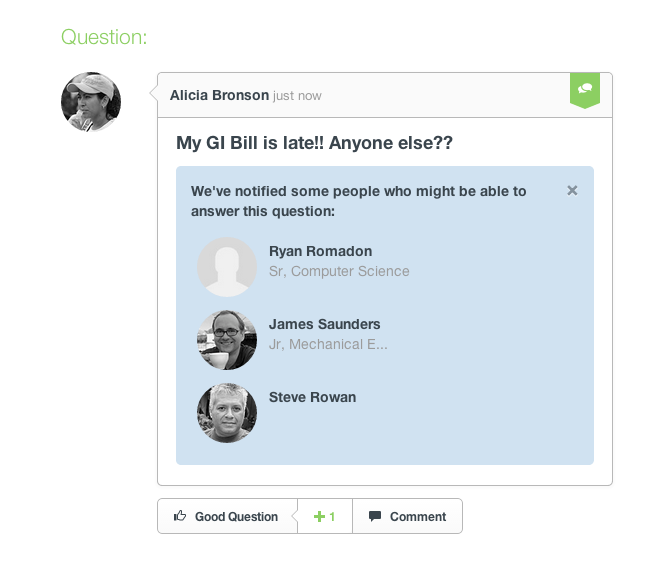 Question:
Alicia Bronson just now
My GI Bill is late!! Anyone else??
We've notified some people who might be able to
answer this question:
Ryan Romadon
Sr, Computer Science
James Saunders
Jr, Mechanical E...
Steve Rowan
Good Question + 1 Comment